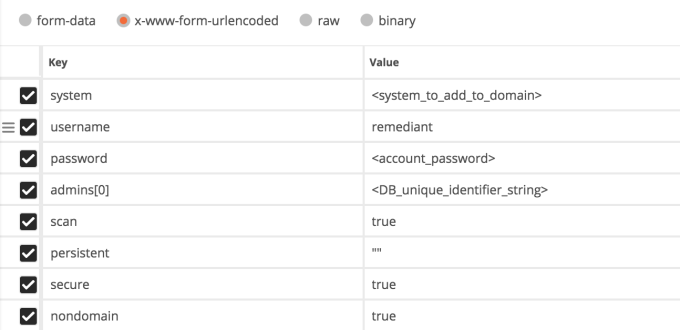 form-data x-www-form-urlencoded raw binary
Key Value
system <system_to_add_to_domain>
username remediant
password <account_password>
admins[0] <DB_unique_identifier_string>
scan true
persistent ""
secure true
nondomain true